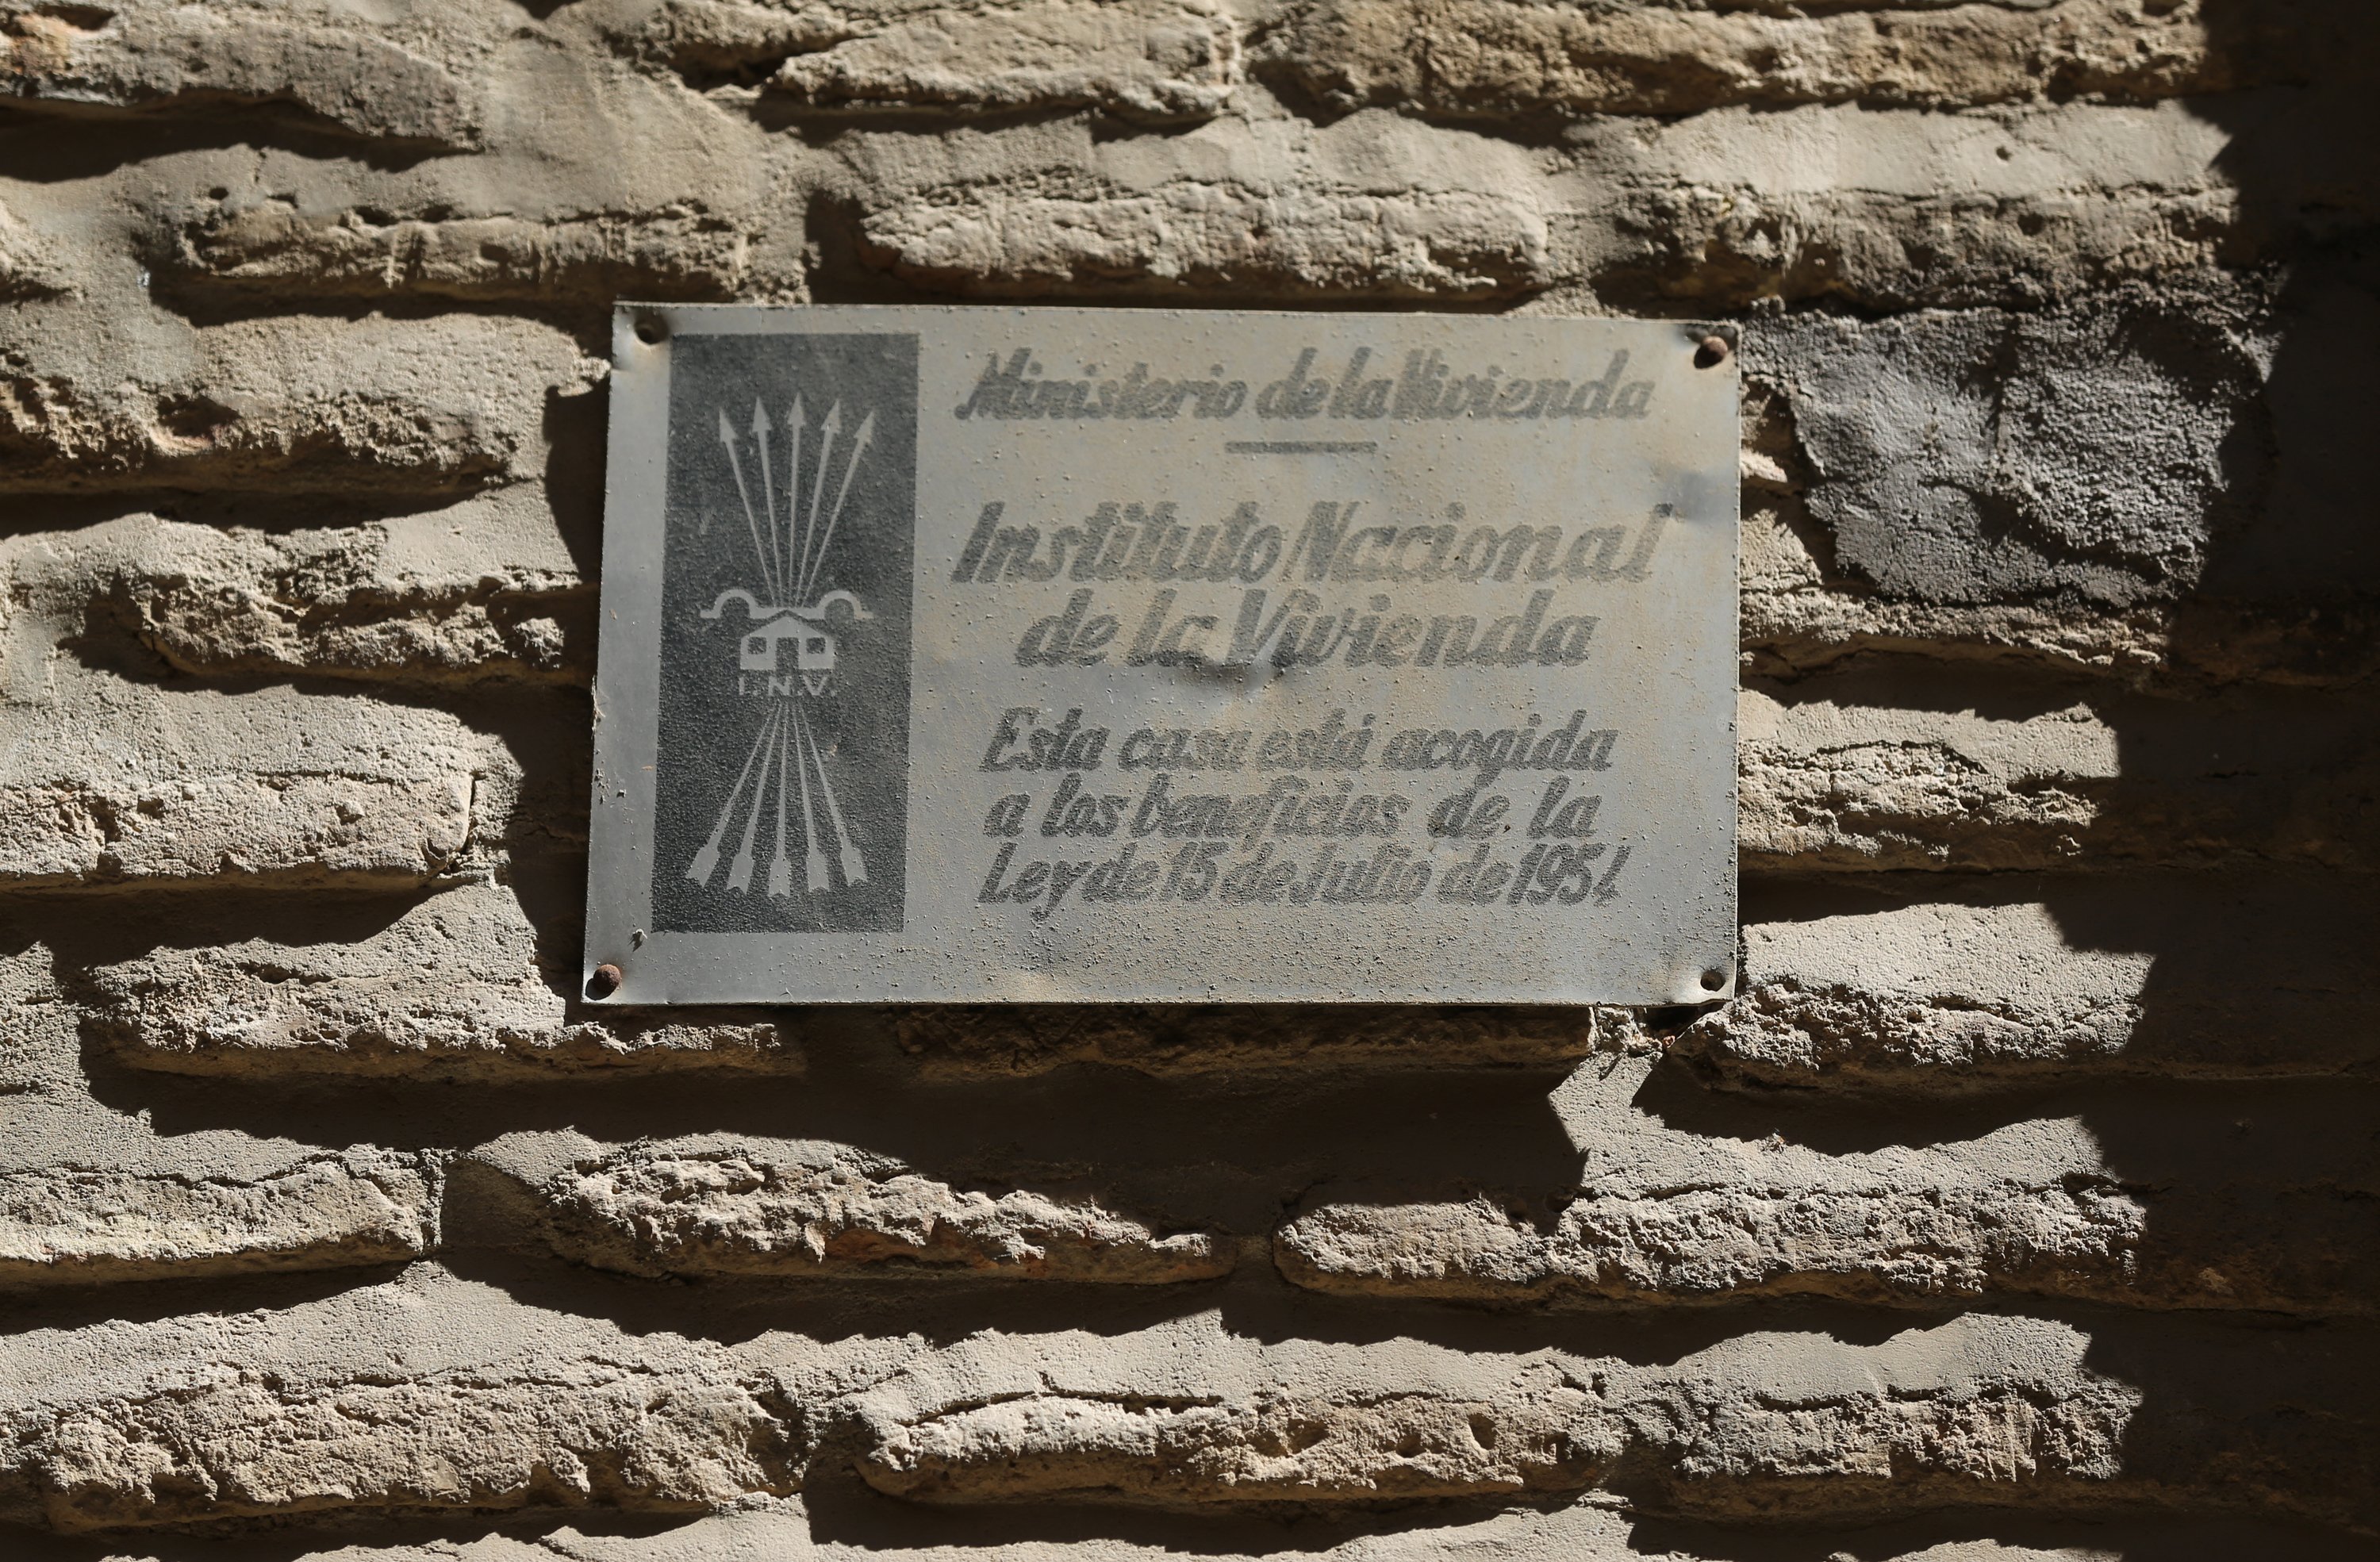 Ministerio de la Vivienda
Instituto Nacional
de la Vivienda
I.N.V.
Esta casa está acogida
a los beneficios de la
Ley de 15 de Julio de 1954